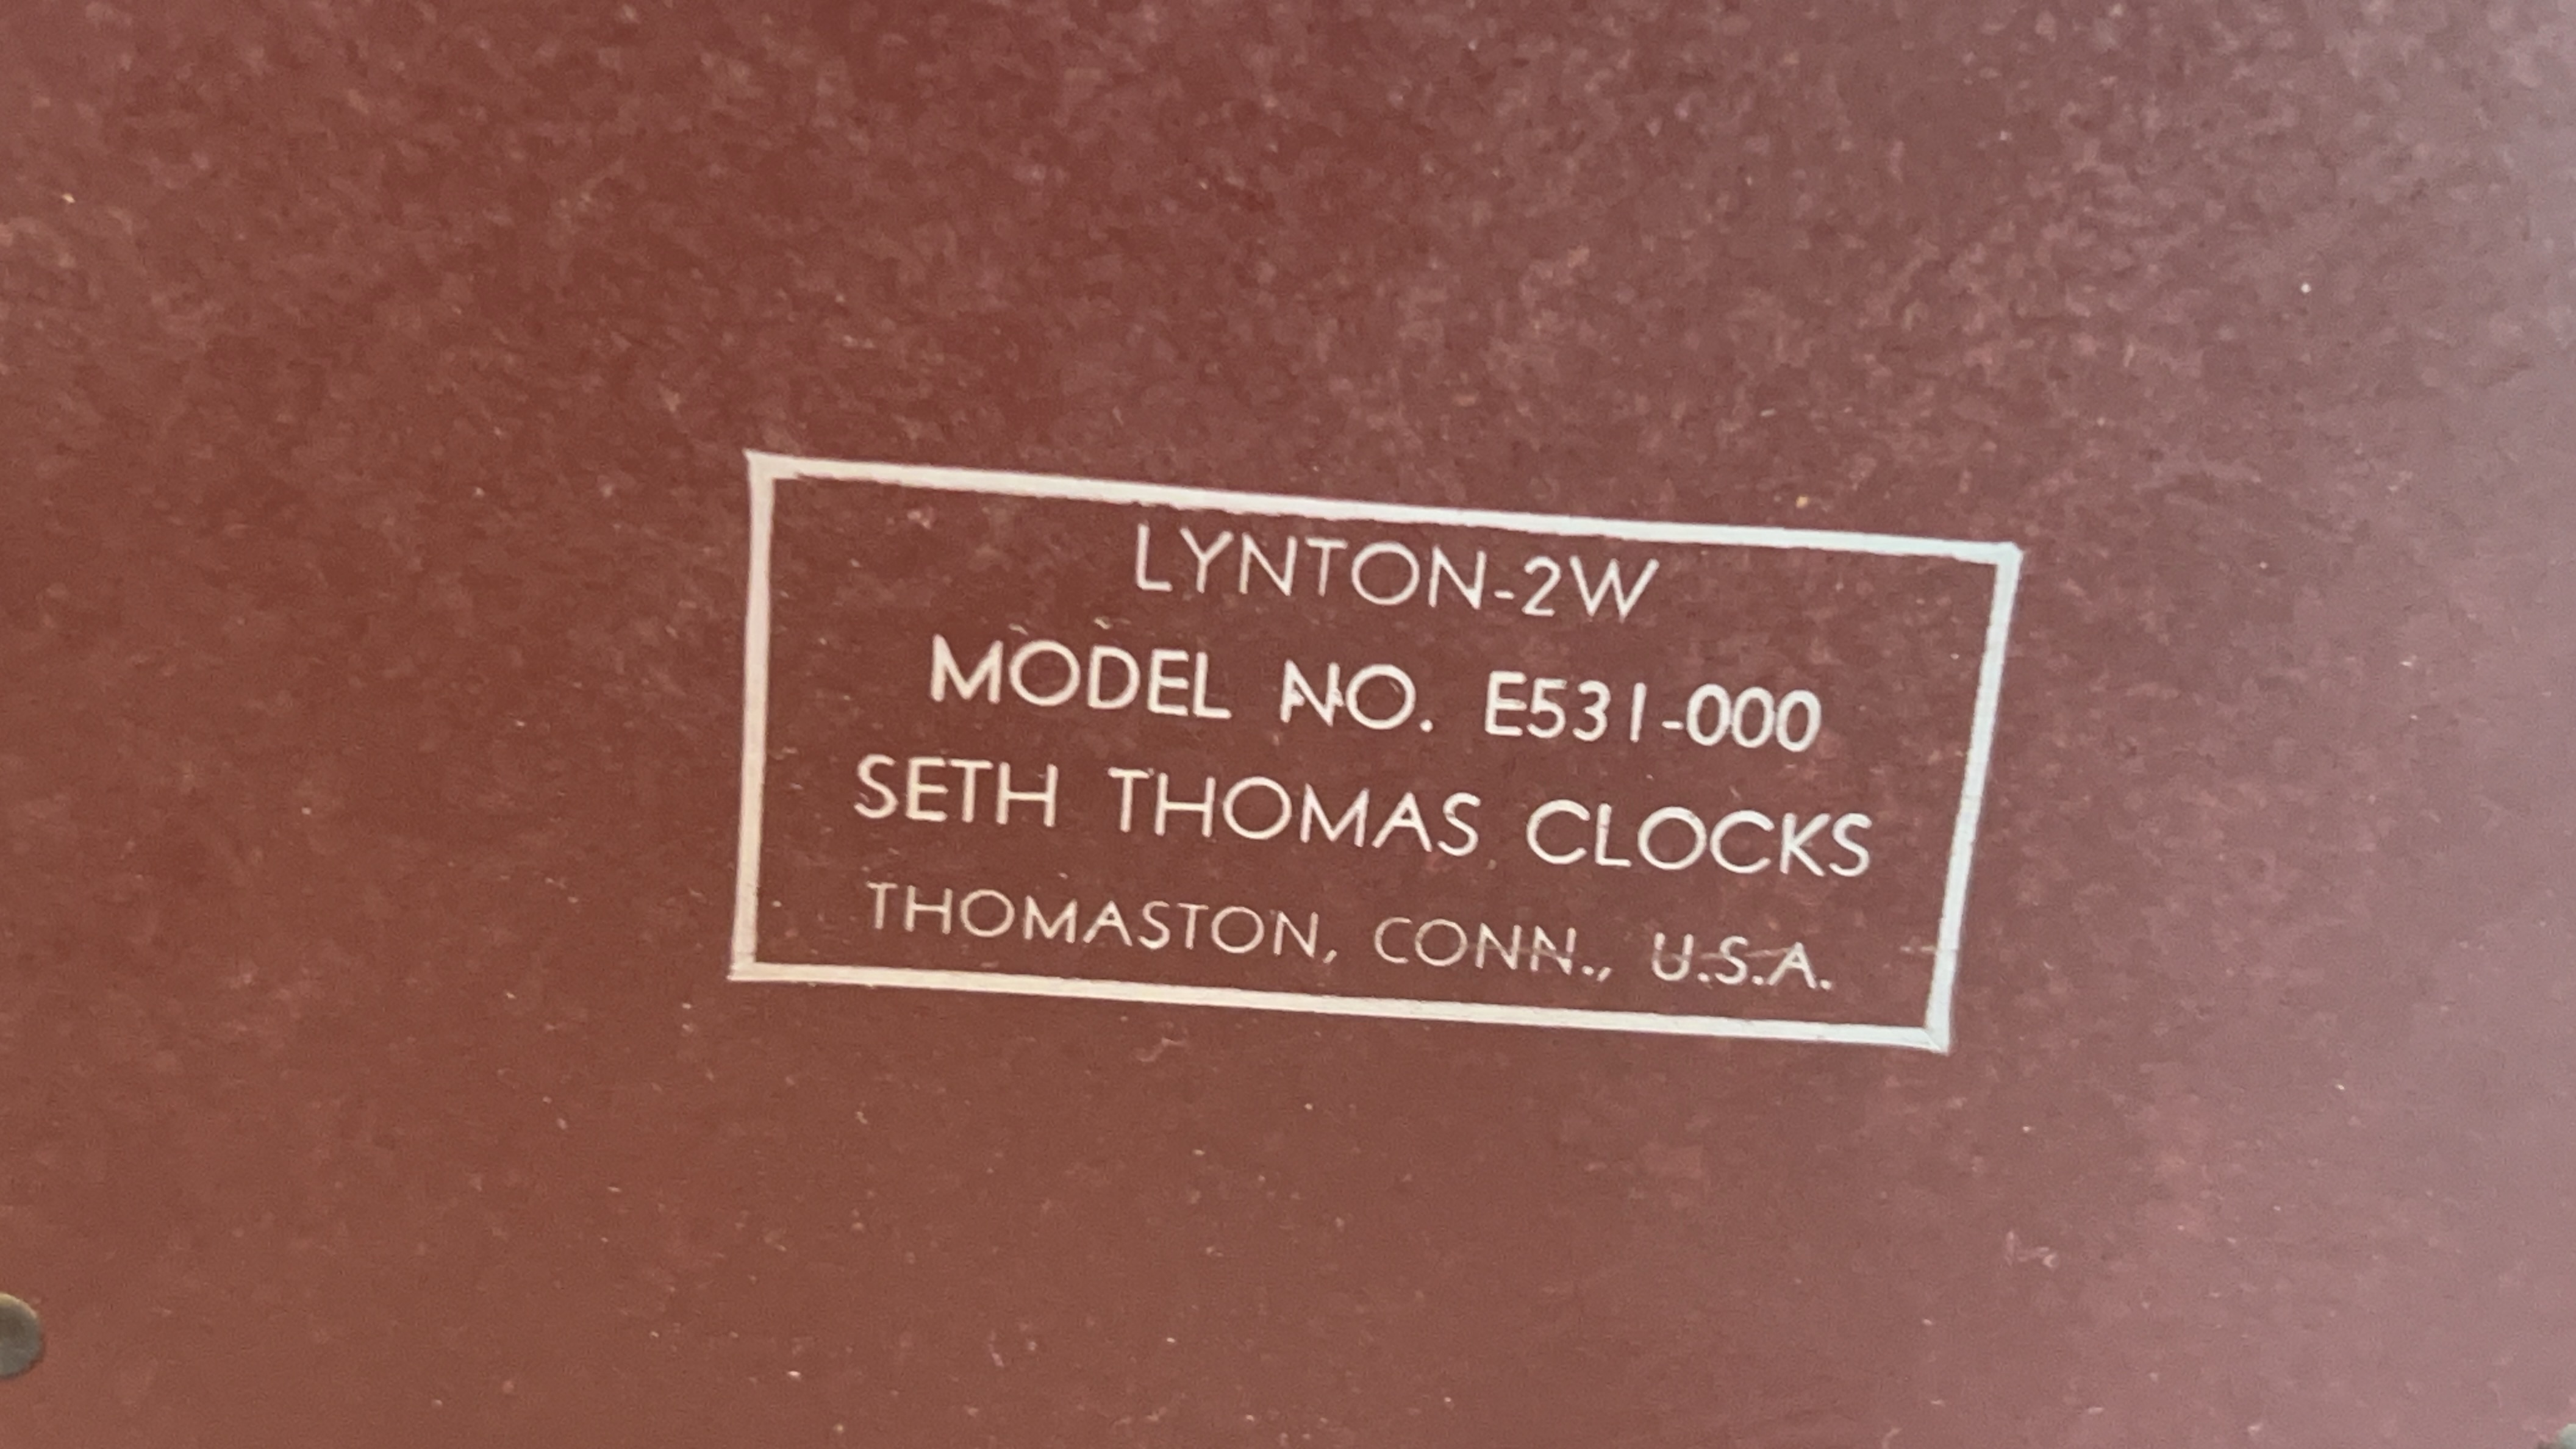 LYNTON-2W
MODEL NO. E531-000
SETH THOMAS CLOCKS
THOMASTON, CONN., U.S.A.